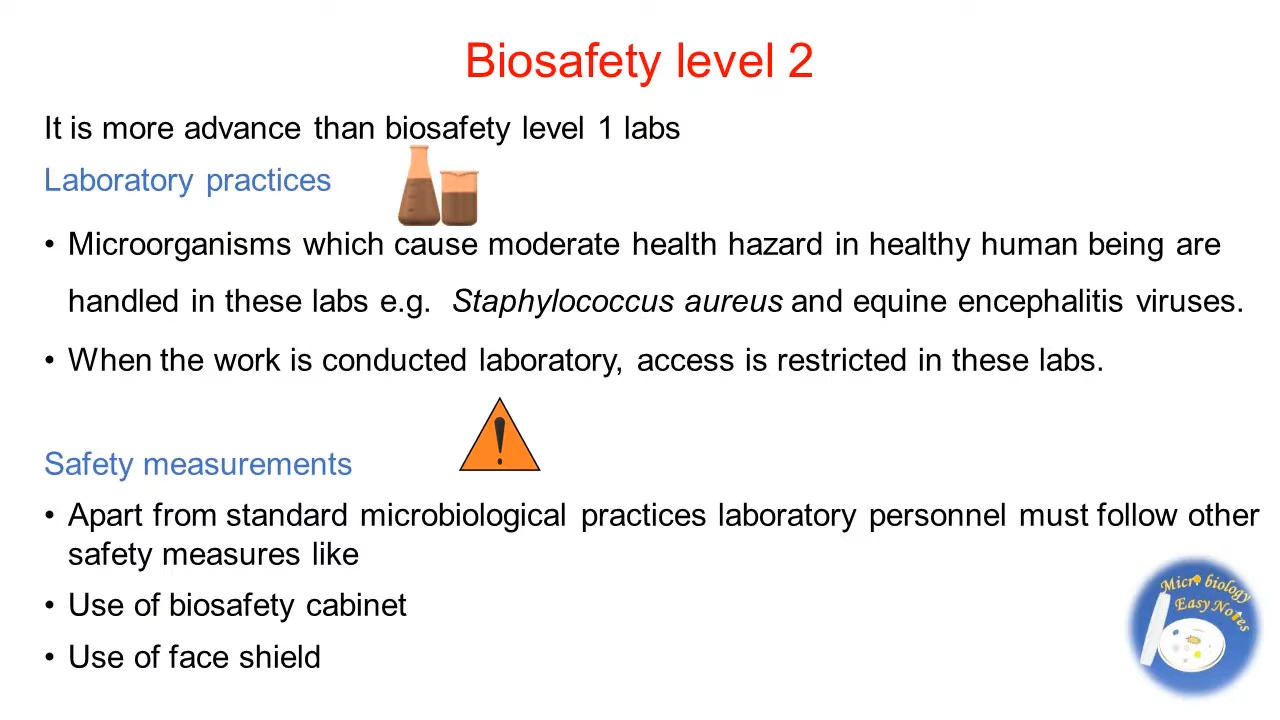 Biosafety level 2
It is more advance than biosafety level 1 labs
Laboratory practices
• Microorganisms which cause moderate health hazard in healthy human being are
handled in these labs e.g. Staphylococcus aureus and equine encephalitis viruses.
• When the work is conducted laboratory, access is restricted in these labs.
Safety measurements
• Apart from standard microbiological practices laboratory personnel must follow other
safety measures like
• Use of biosafety cabinet
• Use of face shield
Micro biology
Easy Notes